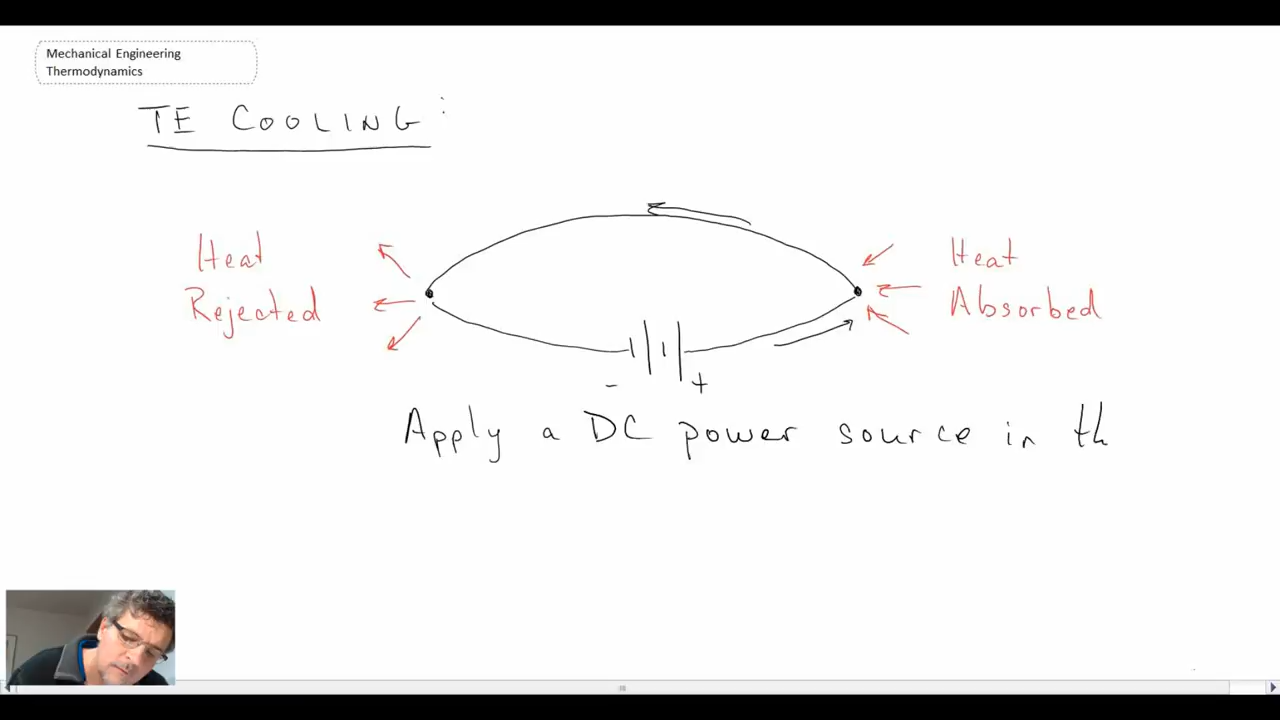 Mechanical Engineering
Thermodynamics
TE COOLING:
Heat
Rejected
Heat
Absorbed
- +
Apply a DC power source in th